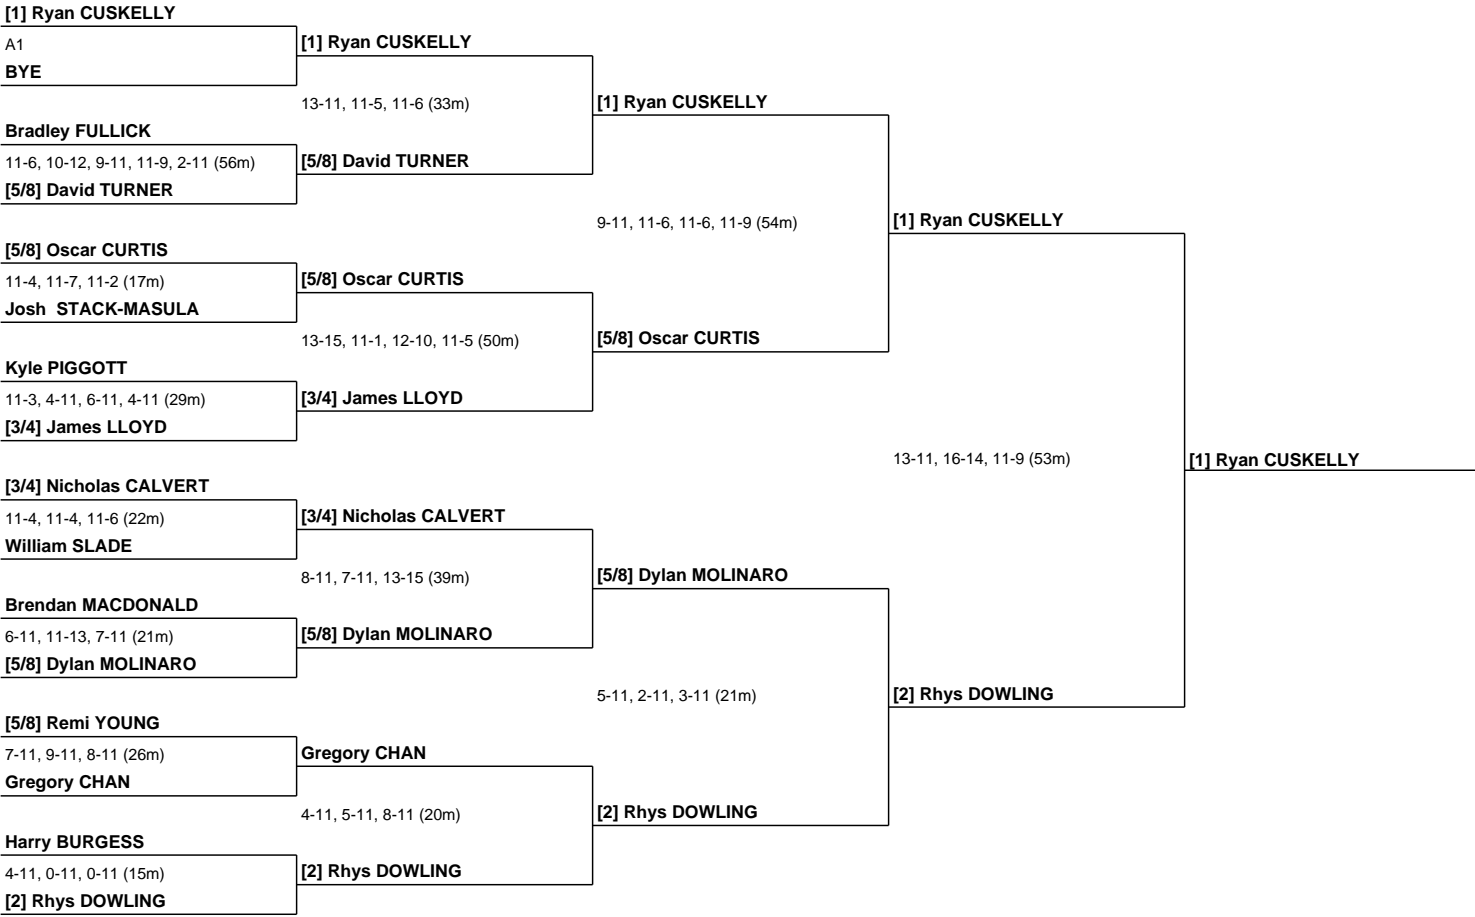 [1] Ryan CUSKELLY
A1
BYE
Bradley FULLICK
11-6, 10-12, 9-11, 11-9, 2-11 (56m)
[5/8] David TURNER
[5/8] Oscar CURTIS
11-4, 11-7, 11-2 (17m)
Josh  STACK-MASULA
Kyle PIGGOTT
11-3, 4-11, 6-11, 4-11 (29m)
[3/4] James LLOYD
[3/4] Nicholas CALVERT
11-4, 11-4, 11-6 (22m)
William SLADE
Brendan MACDONALD
6-11, 11-13, 7-11 (21m)
[5/8] Dylan MOLINARO
[5/8] Remi YOUNG
7-11, 9-11, 8-11 (26m)
Gregory CHAN
Harry BURGESS
4-11, 0-11, 0-11 (15m)
[2] Rhys DOWLING
[1] Ryan CUSKELLY
13-11, 11-5, 11-6 (33m)
[5/8] David TURNER
[5/8] Oscar CURTIS
13-15, 11-1, 12-10, 11-5 (50m)
[3/4] James LLOYD
[3/4] Nicholas CALVERT
8-11, 7-11, 13-15 (39m)
[5/8] Dylan MOLINARO
Gregory CHAN
4-11, 5-11, 8-11 (20m)
[2] Rhys DOWLING
[1] Ryan CUSKELLY
9-11, 11-6, 11-6, 11-9 (54m)
[5/8] Oscar CURTIS
[5/8] Dylan MOLINARO
5-11, 2-11, 3-11 (21m)
[2] Rhys DOWLING
[1] Ryan CUSKELLY
13-11, 16-14, 11-9 (53m)
[2] Rhys DOWLING
[1] Ryan CUSKELLY